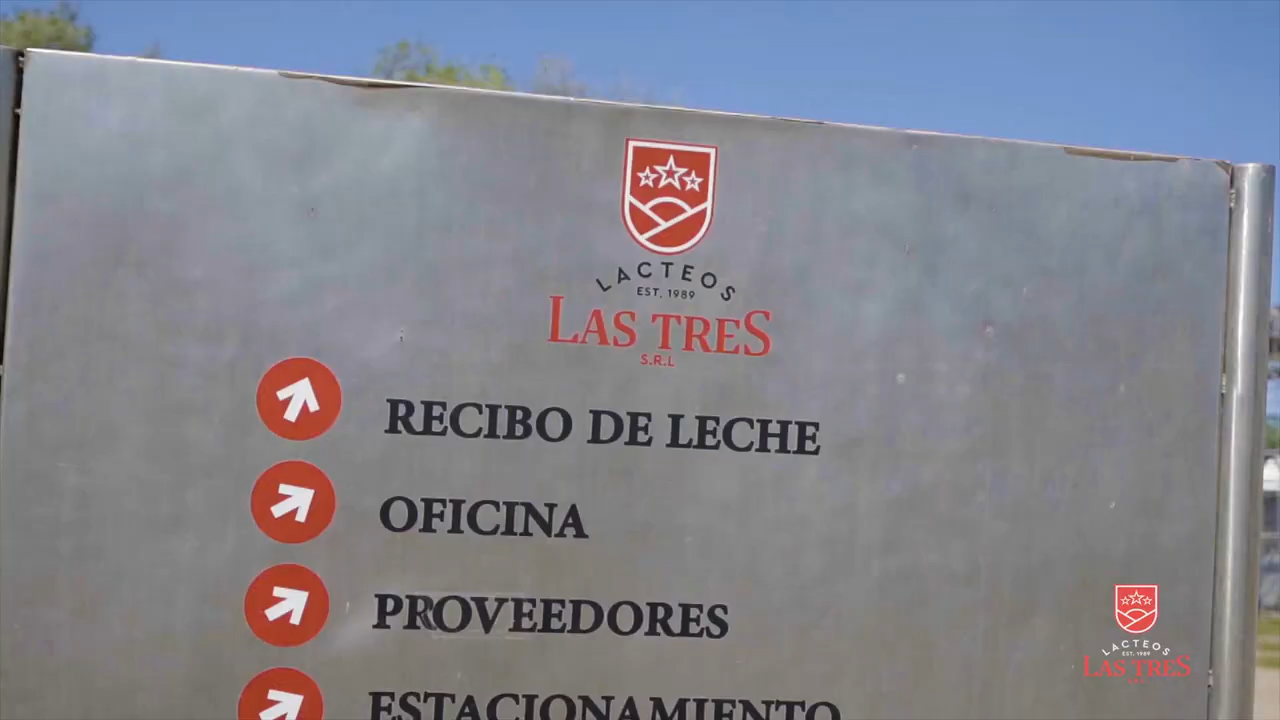 LACTEOS
EST. 1989
LAS TRES
S.R.L
RECIBO DE LECHE
OFICINA
PROVEEDORES
ESTACIONAMIENTO
LACTEOS
EST. 1989
LAS TRES